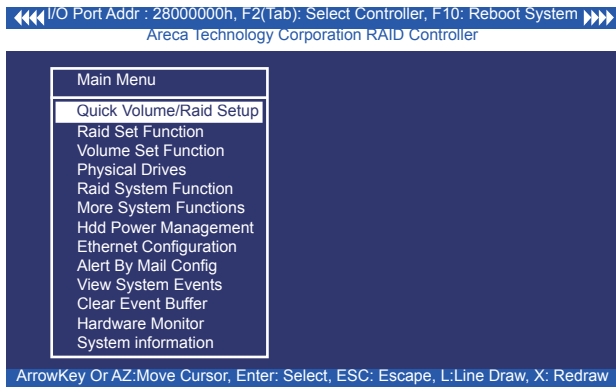 I/O Port Addr : 28000000h, F2(Tab): Select Controller, F10: Reboot System
Areca Technology Corporation RAID Controller
Main Menu
Quick Volume/Raid Setup
Raid Set Function
Volume Set Function
Physical Drives
Raid System Function
More System Functions
Hdd Power Management
Ethernet Configuration
Alert By Mail Config
View System Events
Clear Event Buffer
Hardware Monitor
System information
ArrowKey Or AZ:Move Cursor, Enter: Select, ESC: Escape, L:Line Draw, X: Redraw